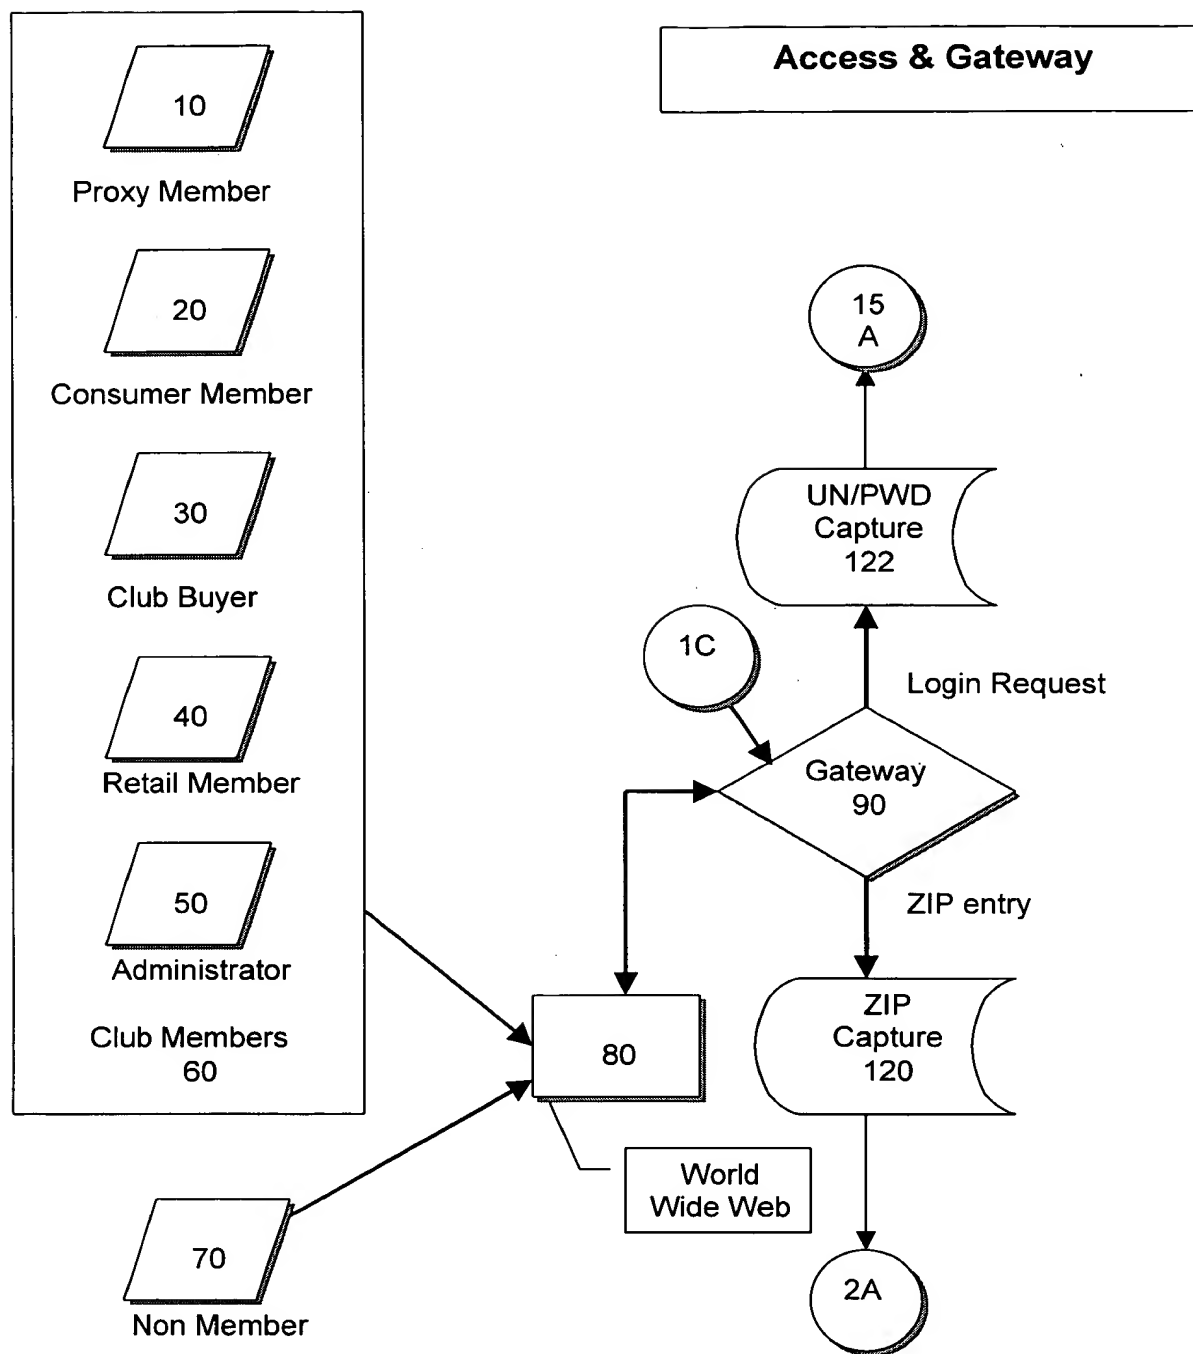 Access & Gateway
10
Proxy Member
20
Consumer Member
30
Club Buyer
40
Retail Member
50
Administrator
Club Members
60
70
Non Member
80
World
Wide Web
15
A
UN/PWD
Capture
122
1C
Login Request
Gateway
90
ZIP entry
ZIP
Capture
120
2A